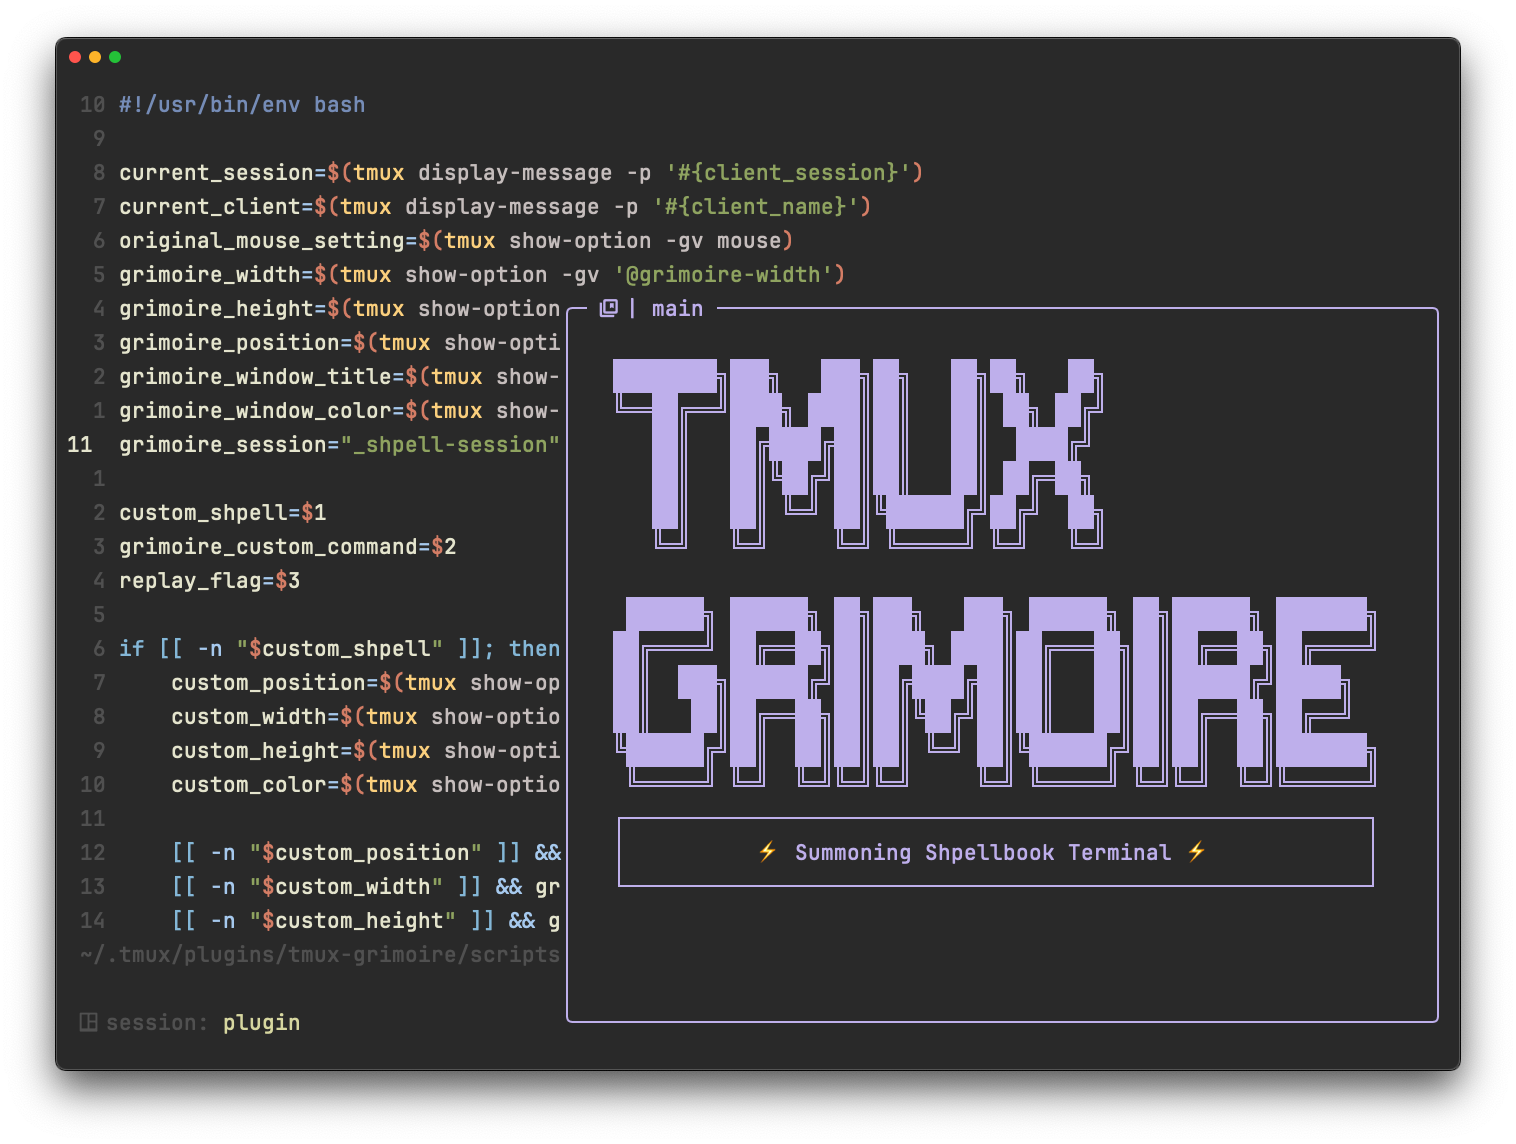 10 #!/usr/bin/env bash
9
8 current_session=$(tmux display-message -p '#{client_session}')
7 current_client=$(tmux display-message -p '#{client_name}')
6 original_mouse_setting=$(tmux show-option -gv mouse)
5 grimoire_width=$(tmux show-option -gv '@grimoire-width')
4 grimoire_height=$(tmux show-option
3 grimoire_position=$(tmux show-opti
2 grimoire_window_title=$(tmux show-
1 grimoire_window_color=$(tmux show-
11 grimoire_session="_shpell-session"
1
2 custom_shpell=$1
3 grimoire_custom_command=$2
4 replay_flag=$3
5
6 if [[ -n "$custom_shpell" ]]; then
7     custom_position=$(tmux show-op
8     custom_width=$(tmux show-optio
9     custom_height=$(tmux show-opti
10     custom_color=$(tmux show-optio
11
12     [[ -n "$custom_position" ]] &&
13     [[ -n "$custom_width" ]] && gr
14     [[ -n "$custom_height" ]] && g
~/.tmux/plugins/tmux-grimoire/scripts
session: plugin
| main
TMUX
GRIMOIRE
⚡ Summoning Shpellbook Terminal ⚡